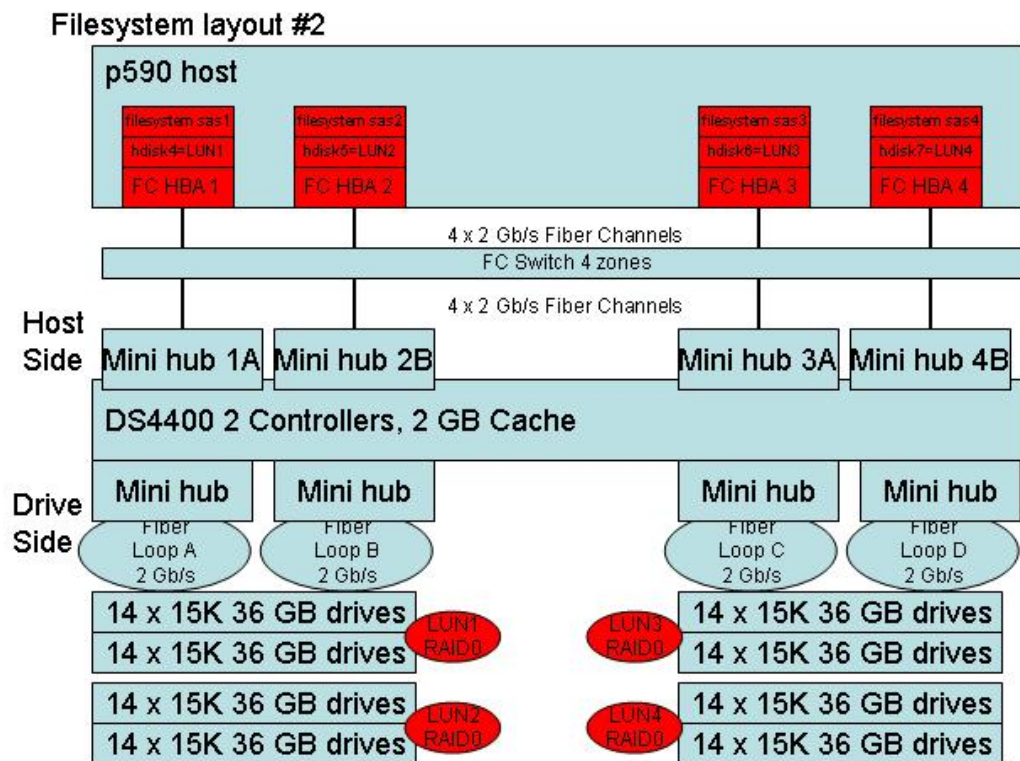 Filesystem layout #2
p590 host
filesystem sas1
hdisk4=LUN1
FC HBA 1
filesystem sas2
hdisk5=LUN2
FC HBA 2
filesystem sas3
hdisk6=LUN3
FC HBA 3
filesystem sas4
hdisk7=LUN4
FC HBA 4
4 x 2 Gb/s Fiber Channels
FC Switch 4 zones
4 x 2 Gb/s Fiber Channels
Host
Side
Mini hub 1A
Mini hub 2B
Mini hub 3A
Mini hub 4B
DS4400 2 Controllers, 2 GB Cache
Mini hub
Mini hub
Mini hub
Mini hub
Drive
Side
Fiber
Loop A
2 Gb/s
Fiber
Loop B
2 Gb/s
Fiber
Loop C
2 Gb/s
Fiber
Loop D
2 Gb/s
14 x 15K 36 GB drives
14 x 15K 36 GB drives
LUN1
RAID0
LUN3
RAID0
14 x 15K 36 GB drives
14 x 15K 36 GB drives
14 x 15K 36 GB drives
14 x 15K 36 GB drives
LUN2
RAID0
LUN4
RAID0
14 x 15K 36 GB drives
14 x 15K 36 GB drives